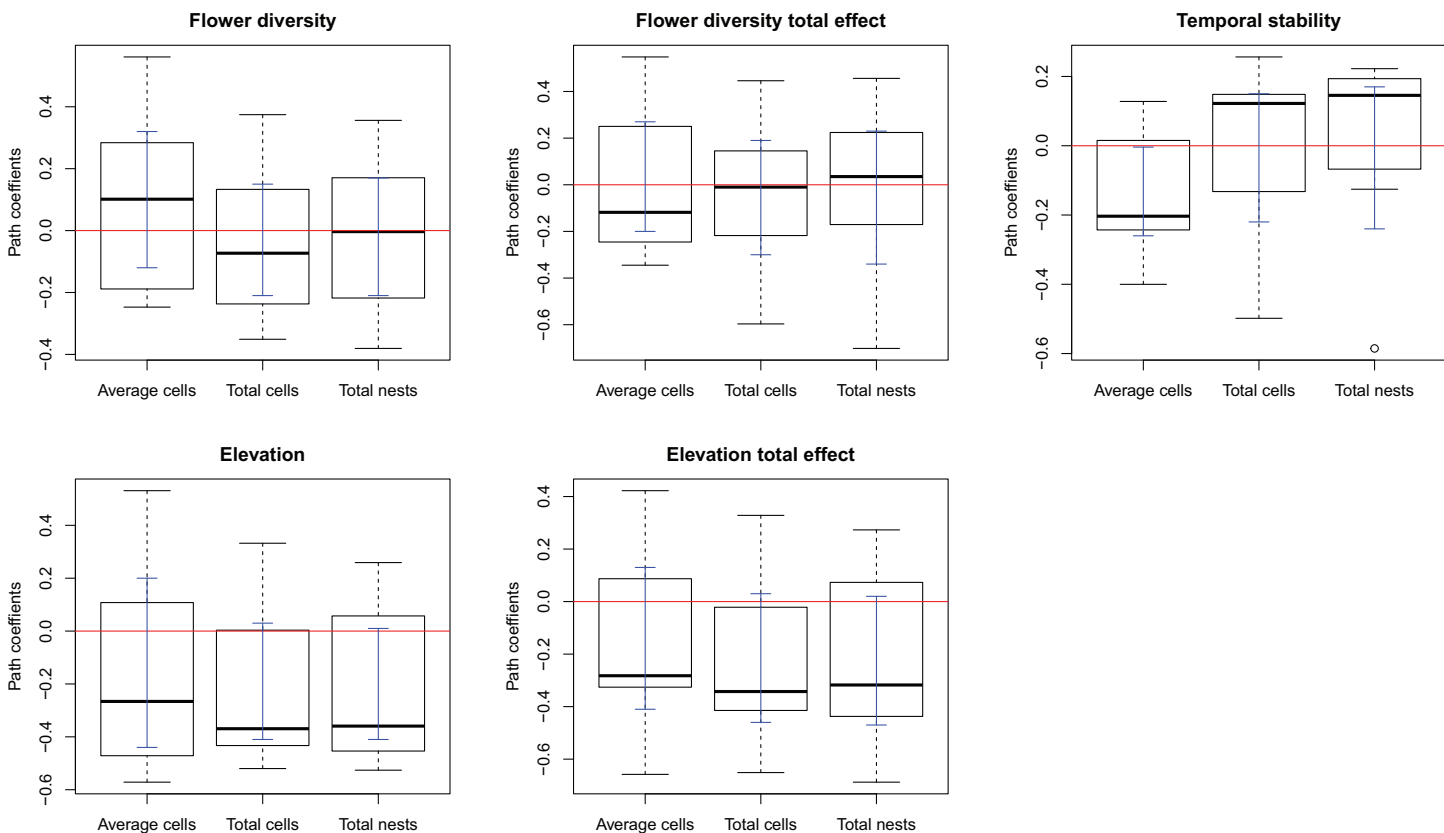 Flower diversity
Path coeffients
0.4
0.2
0.0
−0.2
−0.4
Average cells Total cells Total nests
Flower diversity total effect
Path coeffients
0.4
0.2
0.0
−0.2
−0.4
−0.6
Average cells Total cells Total nests
Temporal stability
Path coeffients
0.2
0.0
−0.2
−0.4
−0.6
Average cells Total cells Total nests
Elevation
Path coeffients
0.4
0.2
0.0
−0.2
−0.4
−0.6
Average cells Total cells Total nests
Elevation total effect
Path coeffients
0.4
0.2
0.0
−0.2
−0.4
−0.6
Average cells Total cells Total nests